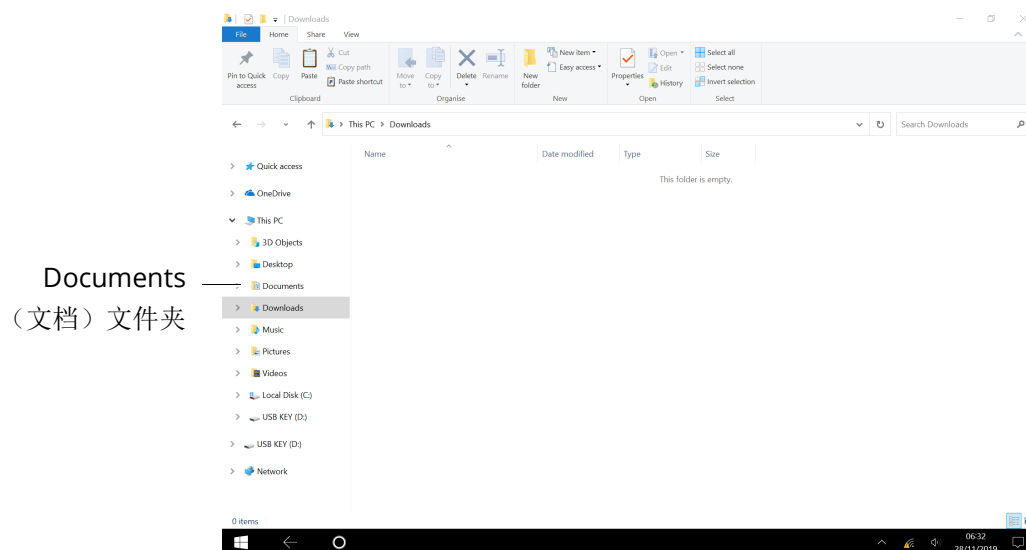 Downloads
File Home Share View
Pin to Quick access
Copy
Paste
Cut
Copy path
Paste shortcut
Move to
Copy to
Delete
Rename
New folder
New item
Easy access
Properties
Open
Edit
History
Select all
Select none
Invert selection
Clipboard Organise New Open Select
This PC > Downloads
Search Downloads
Name Date modified Type Size
This folder is empty.
Quick access
OneDrive
This PC
3D Objects
Desktop
Documents
Documents
（文档）文件夹
Downloads
Music
Pictures
Videos
Local Disk (C:)
USB KEY (D:)
USB KEY (D:)
Network
0 items
06:32
28/11/2019